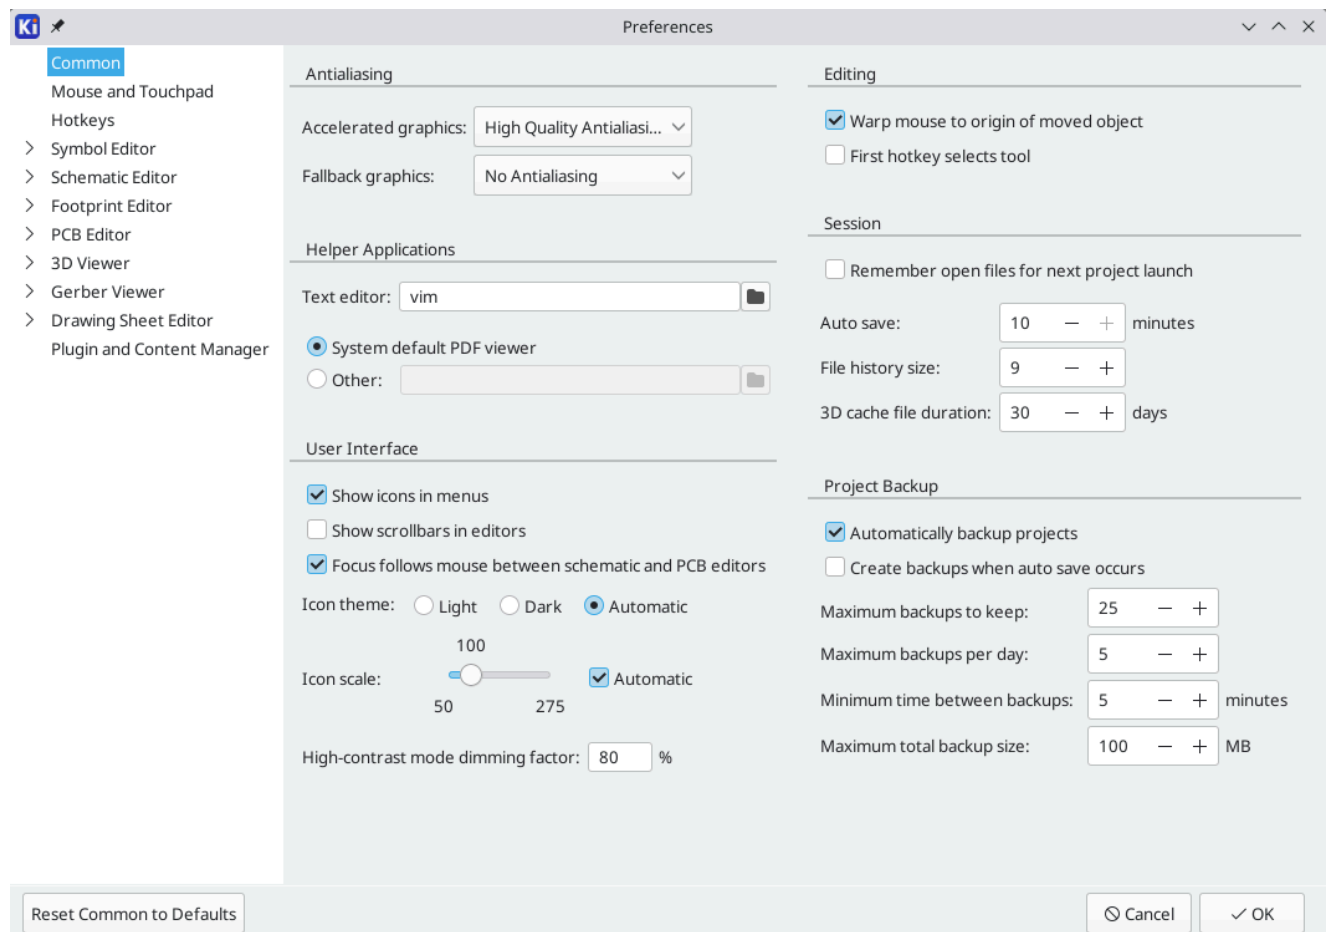 Ki
Preferences
Common
Mouse and Touchpad
Hotkeys
Symbol Editor
Schematic Editor
Footprint Editor
PCB Editor
3D Viewer
Gerber Viewer
Drawing Sheet Editor
Plugin and Content Manager
Antialiasing
Accelerated graphics: High Quality Antialiasi...
Fallback graphics: No Antialiasing
Helper Applications
Text editor: vim
System default PDF viewer
Other:
User Interface
Show icons in menus
Show scrollbars in editors
Focus follows mouse between schematic and PCB editors
Icon theme: Light Dark Automatic
100
Icon scale: Automatic
50 275
High-contrast mode dimming factor: 80 %
Editing
Warp mouse to origin of moved object
First hotkey selects tool
Session
Remember open files for next project launch
Auto save: 10 minutes
File history size: 9
3D cache file duration: 30 days
Project Backup
Automatically backup projects
Create backups when auto save occurs
Maximum backups to keep: 25
Maximum backups per day: 5
Minimum time between backups: 5 minutes
Maximum total backup size: 100 MB
Reset Common to Defaults
Cancel
OK